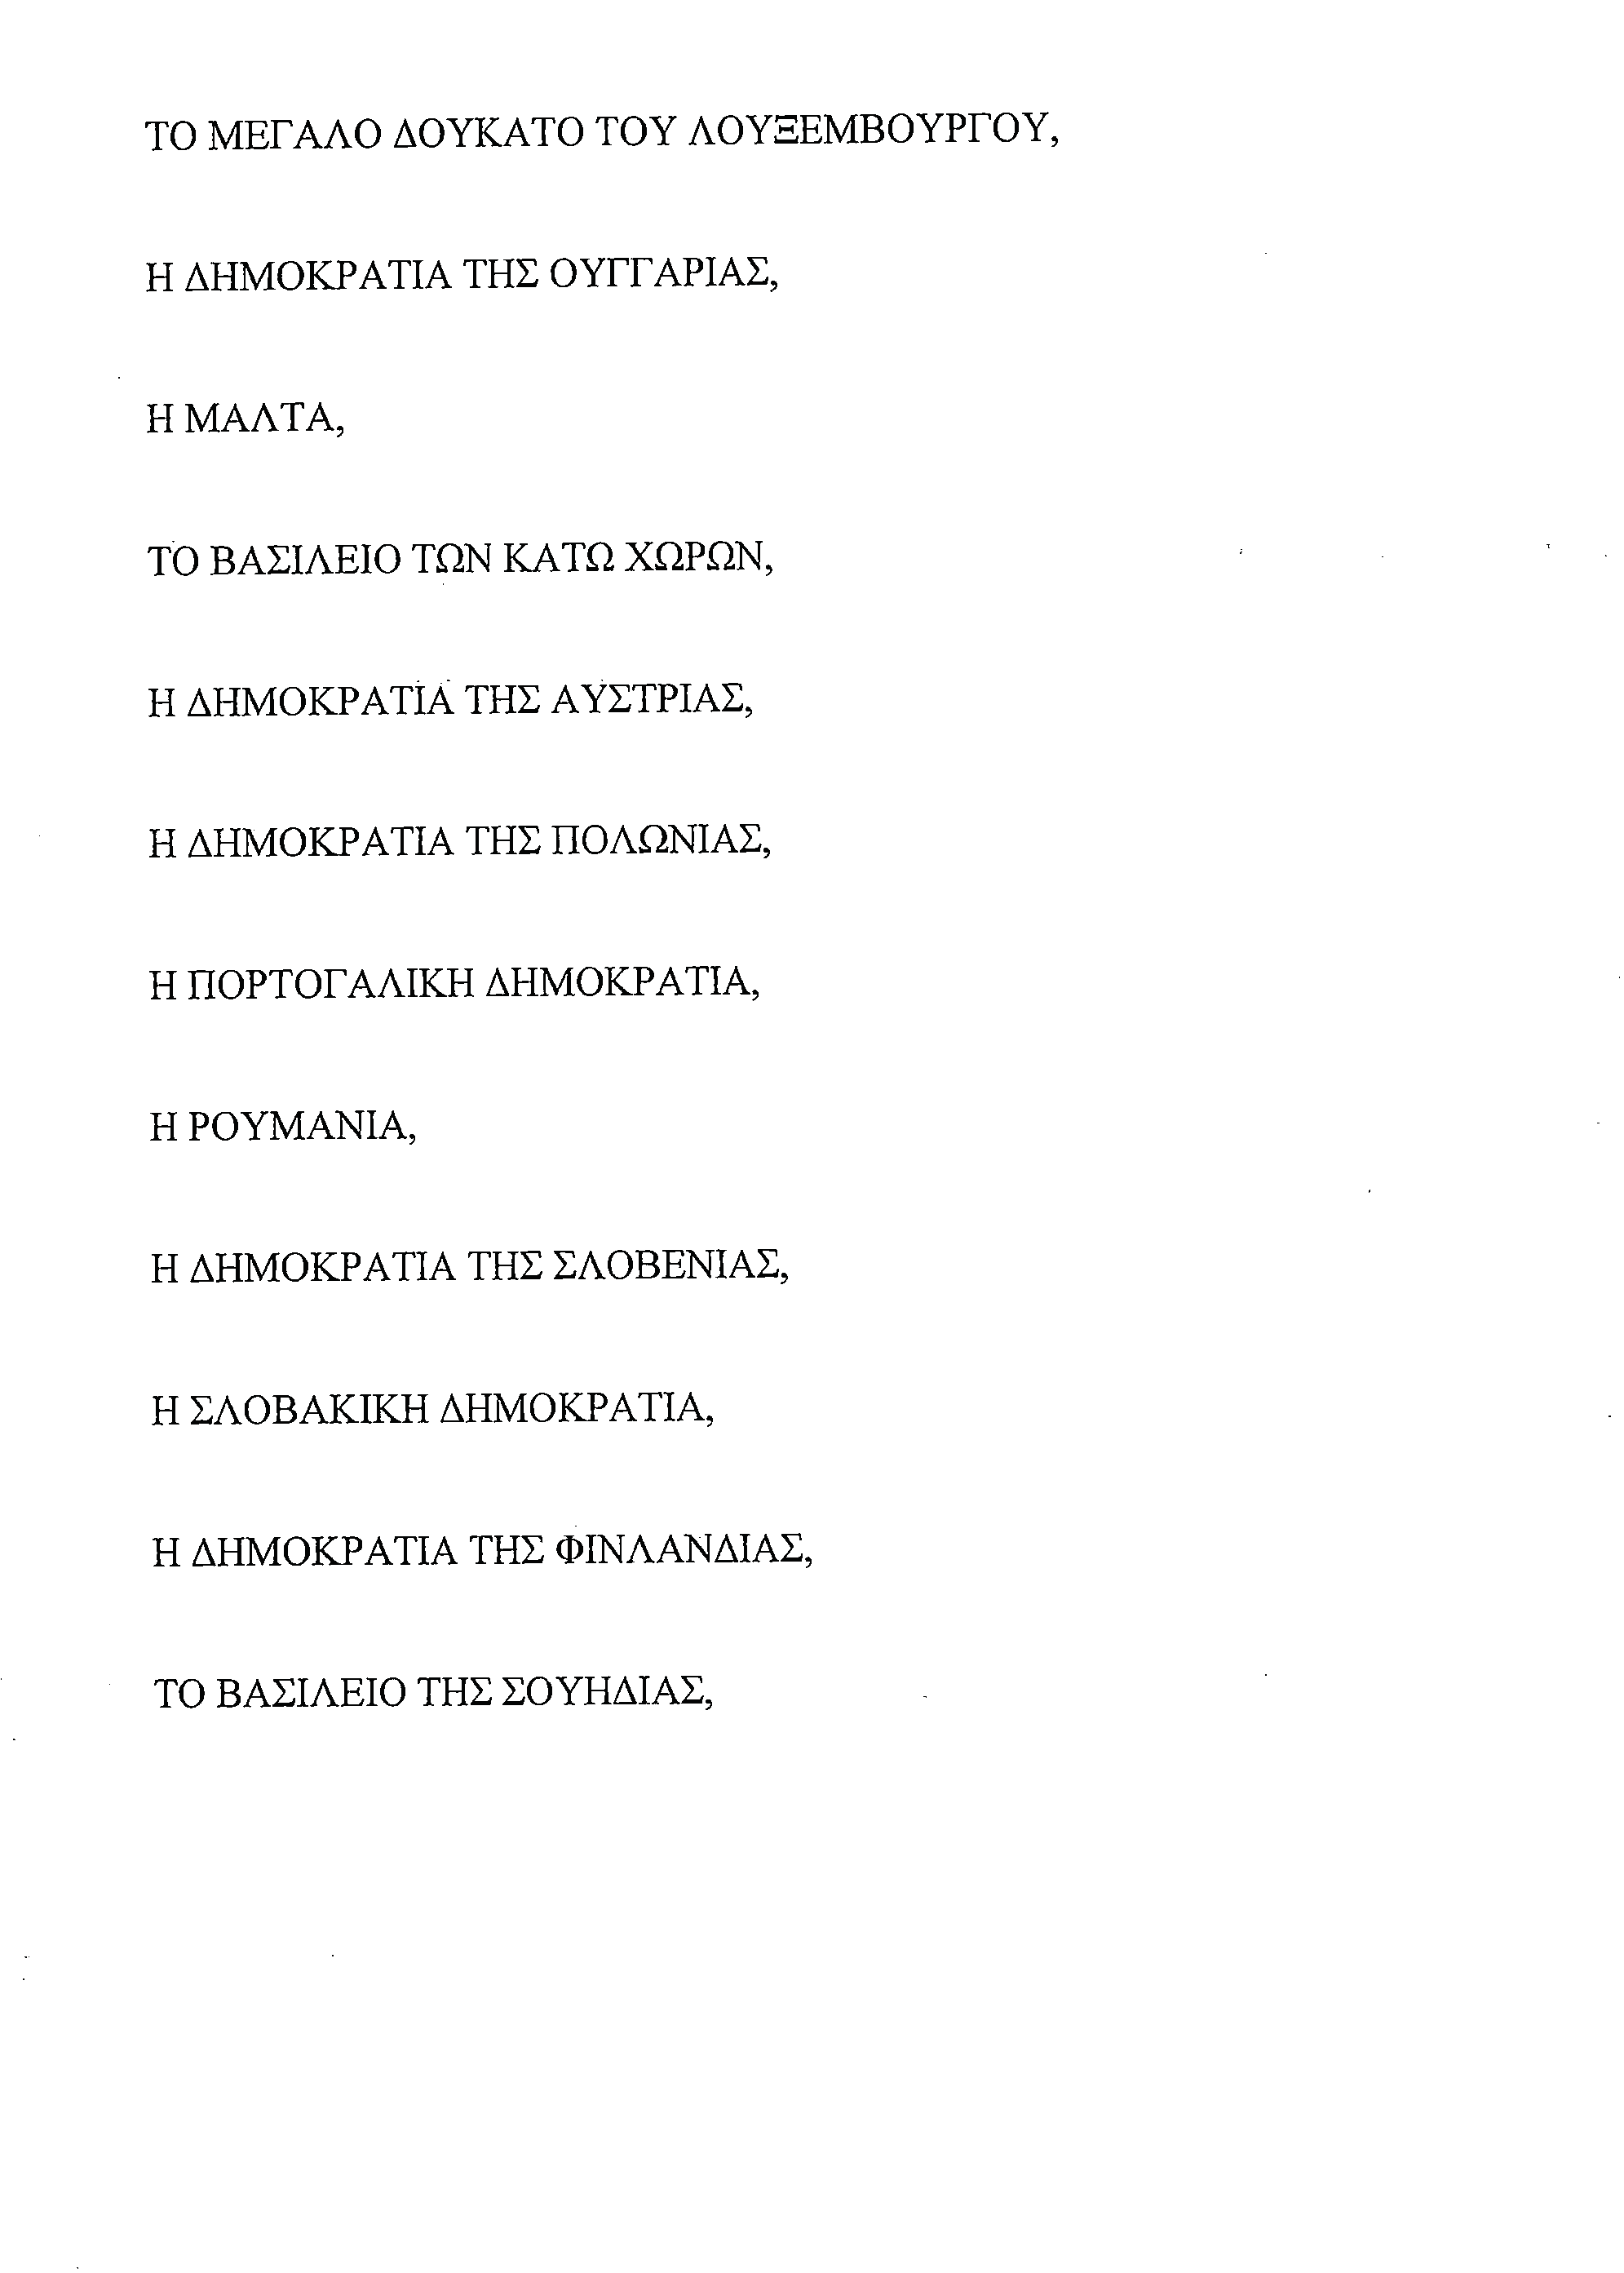 ΤΟ ΜΕΓΑΛΟ ΔΟΥΚΑΤΟ ΤΟΥ ΛΟΥΞΕΜΒΟΥΡΓΟΥ,
Η ΔΗΜΟΚΡΑΤΙΑ ΤΗΣ ΟΥΓΓΑΡΙΑΣ,
Η ΜΑΛΤΑ,
ΤΟ ΒΑΣΙΛΕΙΟ ΤΩΝ ΚΑΤΩ ΧΩΡΩΝ,
Η ΔΗΜΟΚΡΑΤΙΑ ΤΗΣ ΑΥΣΤΡΙΑΣ,
Η ΔΗΜΟΚΡΑΤΙΑ ΤΗΣ ΠΟΛΩΝΙΑΣ,
Η ΠΟΡΤΟΓΑΛΙΚΗ ΔΗΜΟΚΡΑΤΙΑ,
Η ΡΟΥΜΑΝΙΑ,
Η ΔΗΜΟΚΡΑΤΙΑ ΤΗΣ ΣΛΟΒΕΝΙΑΣ,
Η ΣΛΟΒΑΚΙΚΗ ΔΗΜΟΚΡΑΤΙΑ,
Η ΔΗΜΟΚΡΑΤΙΑ ΤΗΣ ΦΙΝΛΑΝΔΙΑΣ,
ΤΟ ΒΑΣΙΛΕΙΟ ΤΗΣ ΣΟΥΗΔΙΑΣ,